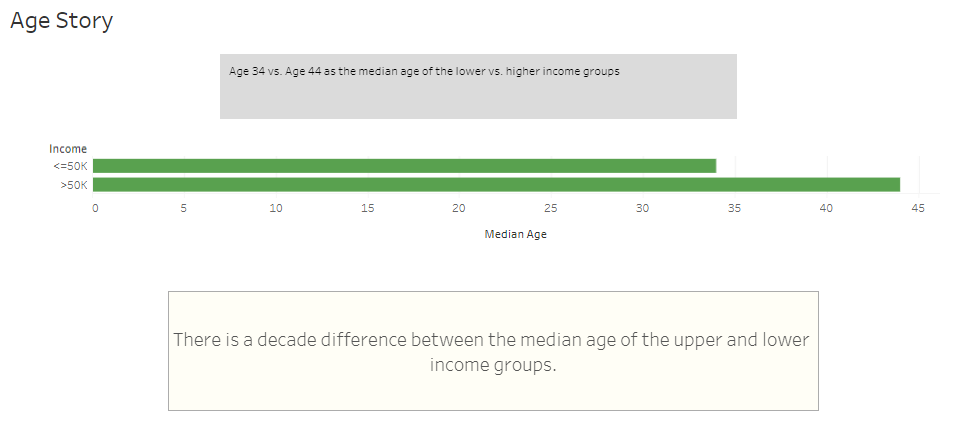 Age Story
Age 34 vs. Age 44 as the median age of the lower vs. higher income groups
Income
<=50K
>50K
0 5 10 15 20 25 30 35 40 45
Median Age
There is a decade difference between the median age of the upper and lower
income groups.